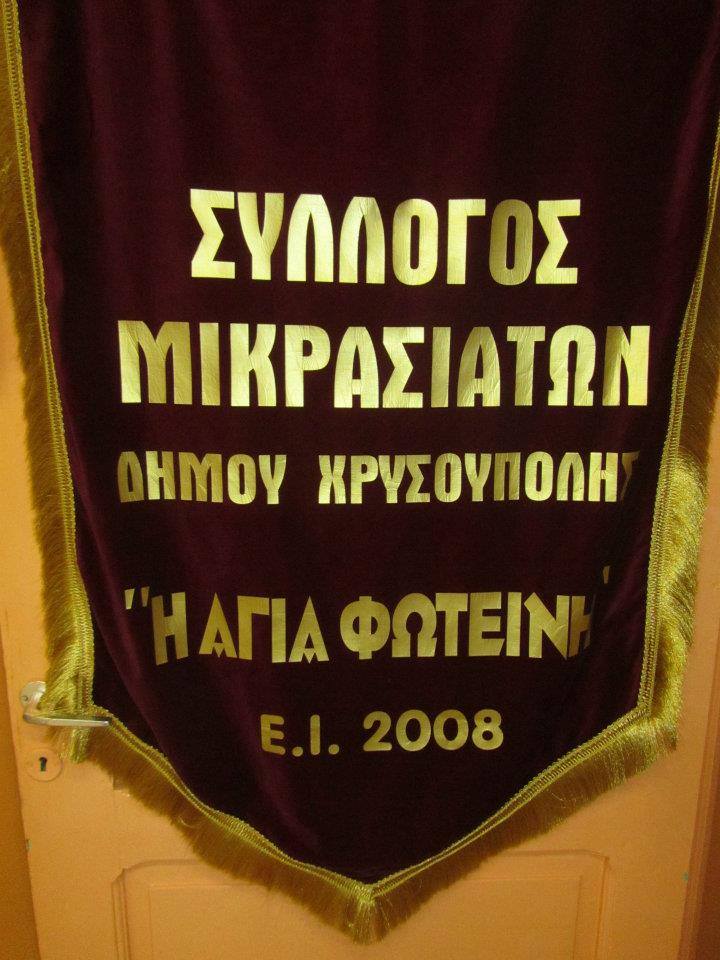 ΣΥΛΛΟΓΟΣ
ΜΙΚΡΑΣΙΑΤΩΝ
ΔΗΜΟΥ ΧΡΥΣΟΥΠΟΛΗΣ
"Η ΑΓΙΑ ΦΩΤΕΙΝΗ"
Ε.Ι. 2008